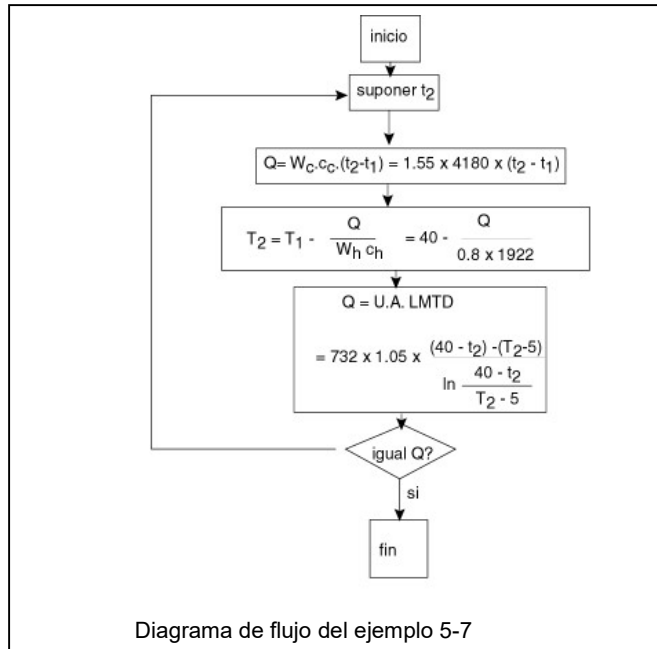 inicio
suponer t2
Q= Wc.cc.(t2-t1) = 1.55 x 4180 x (t2 - t1)
T2 = T1 - Q / Wh ch = 40 - Q / 0.8 x 1922
Q = U.A. LMTD
= 732 x 1.05 x (40 - t2) -(T2-5) / ln 40 - t2 / T2 - 5
igual Q?
si
fin
Diagrama de flujo del ejemplo 5-7